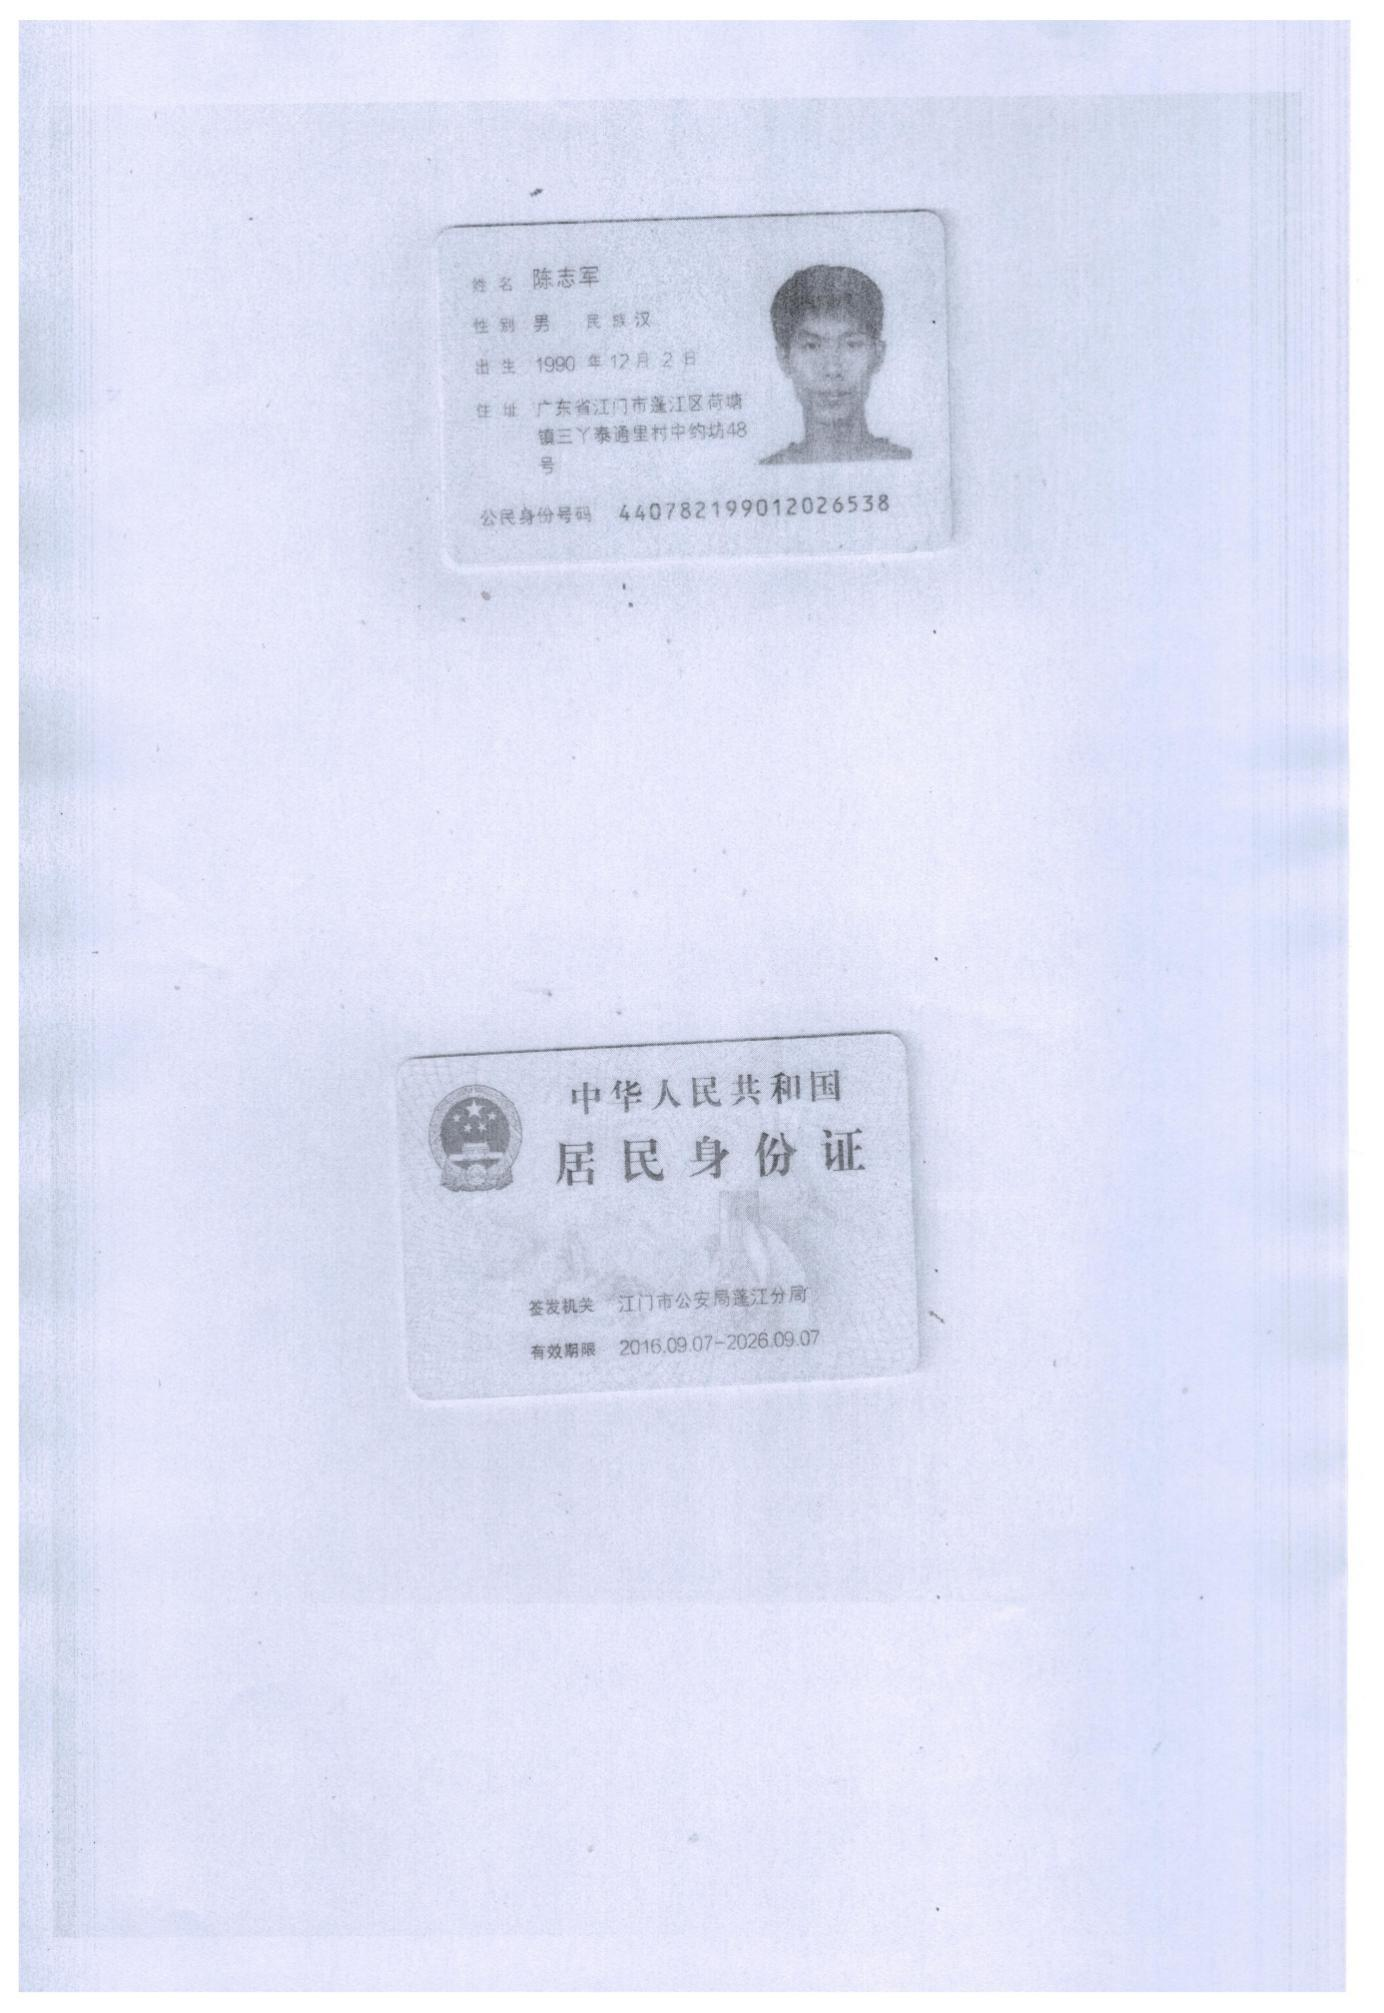 姓名 陈志军
性别 男 民族 汉
出生 1990 年 12 月 2 日
住址 广东省江门市蓬江区荷塘
镇三丫泰通里村中约坊48
号
公民身份号码 440782199012026538
中华人民共和国
居民身份证
签发机关 江门市公安局蓬江分局
有效期限 2016.09.07-2026.09.07